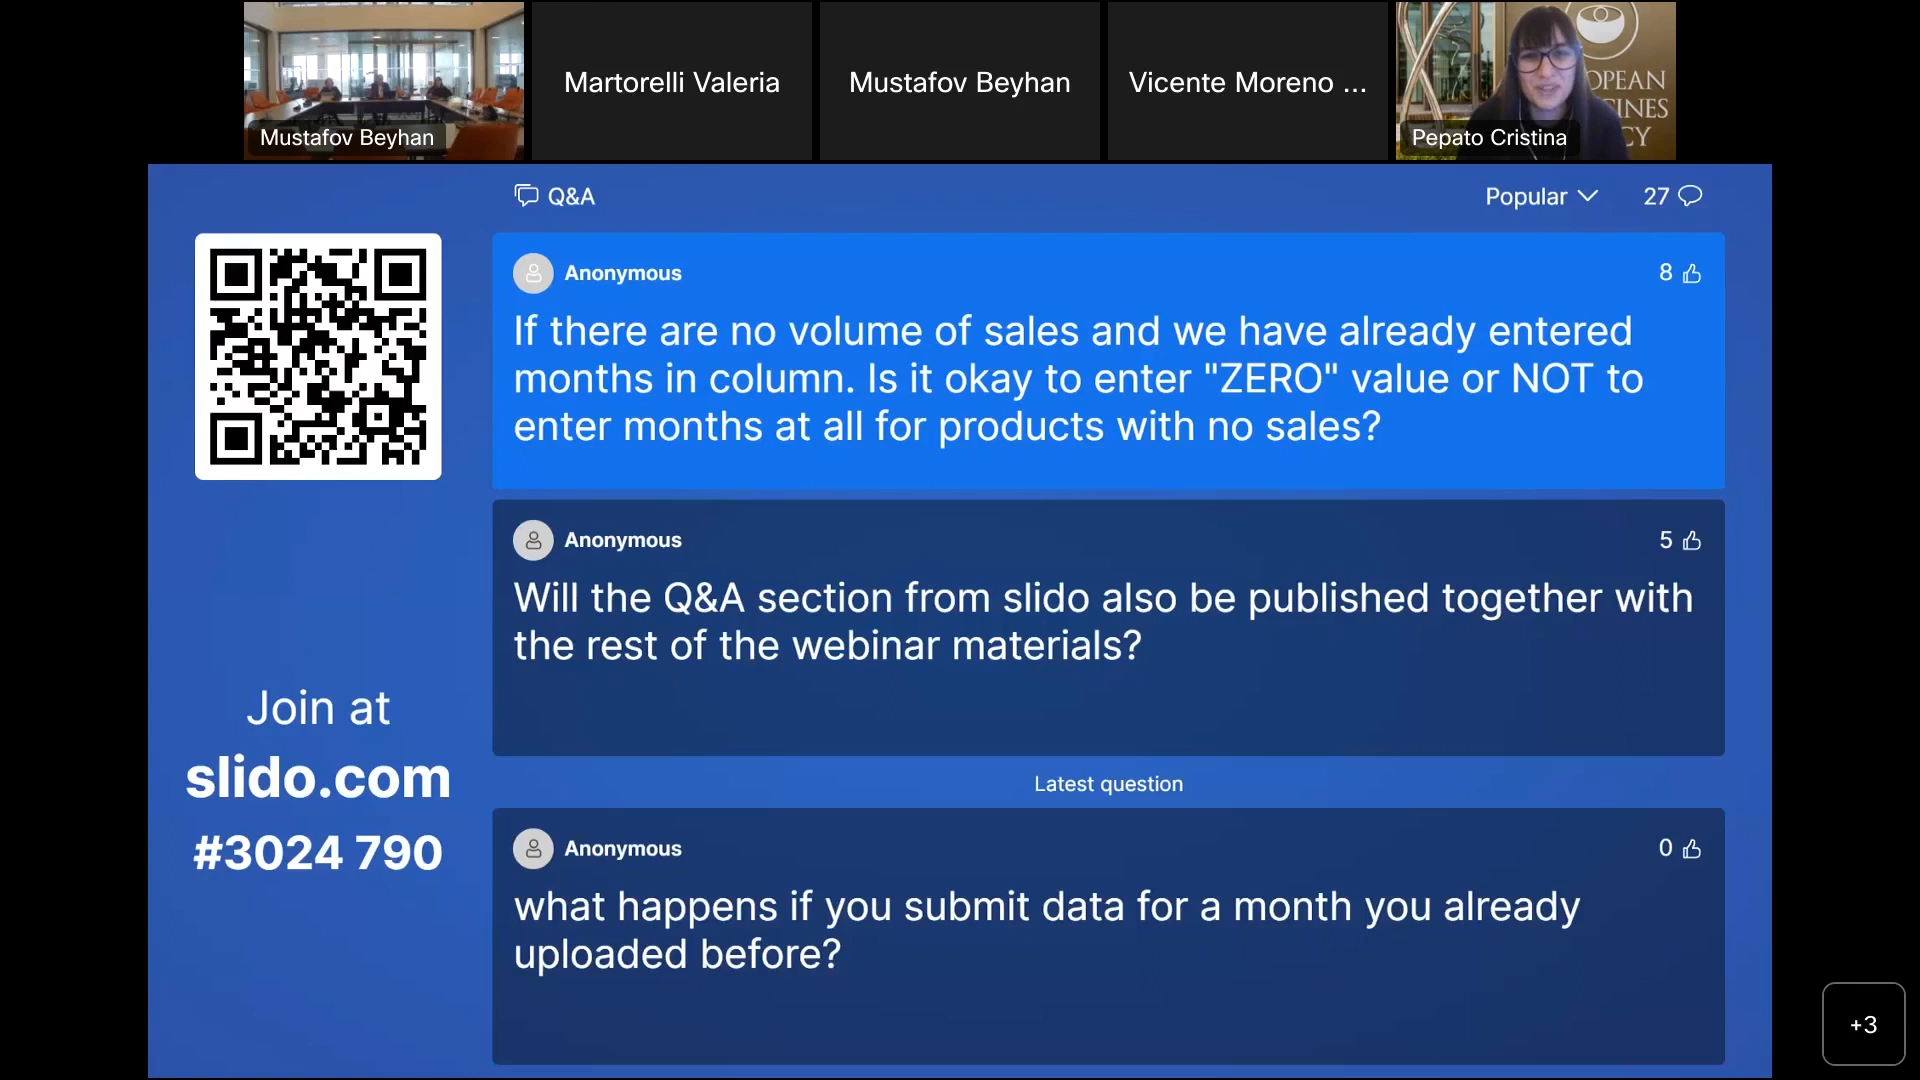 Mustafov Beyhan
Martorelli Valeria
Mustafov Beyhan
Vicente Moreno ...
OPEAN
CINES
CY
Pepato Cristina
Q&A
Popular
27
Anonymous
8
If there are no volume of sales and we have already entered
months in column. Is it okay to enter "ZERO" value or NOT to
enter months at all for products with no sales?
Anonymous
5
Will the Q&A section from slido also be published together with
the rest of the webinar materials?
Join at
slido.com
#3024 790
Latest question
Anonymous
0
what happens if you submit data for a month you already
uploaded before?
+3